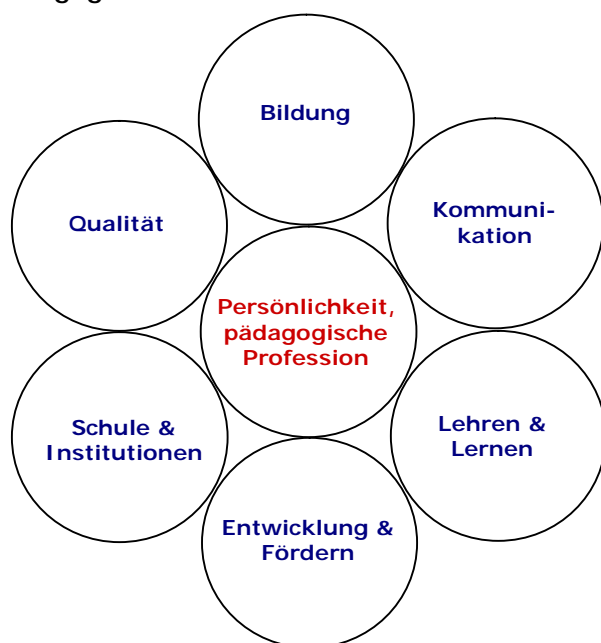 Bildung
Qualität
Kommuni-
kation
Persönlichkeit,
pädagogische
Profession
Schule &
Institutionen
Lehren &
Lernen
Entwicklung &
Fördern